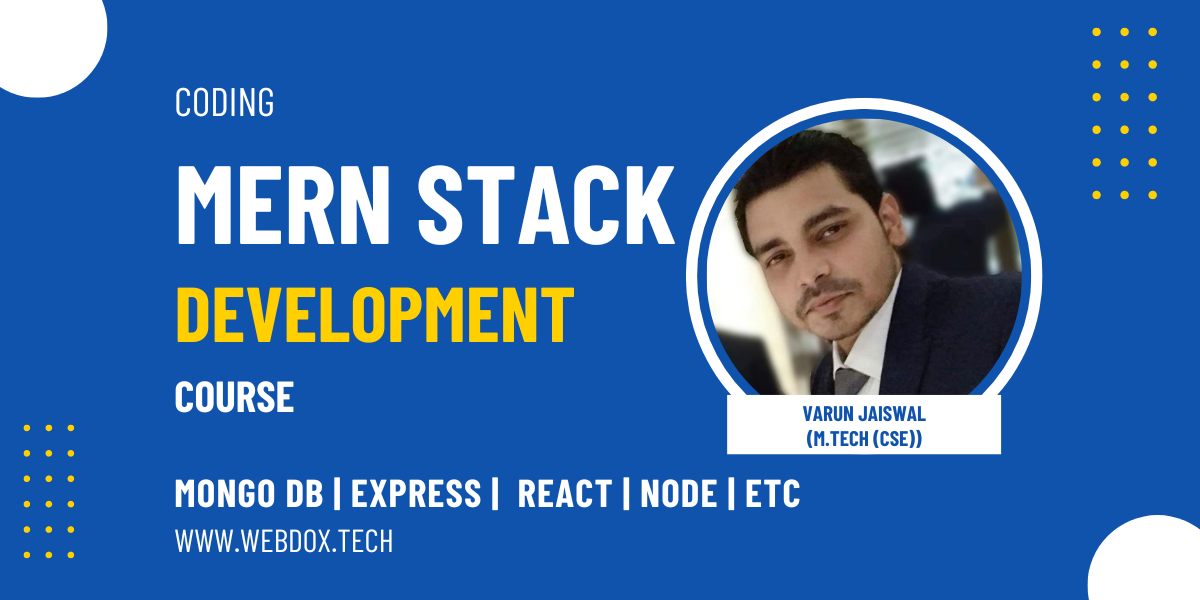 CODING
MERN STACK
DEVELOPMENT
COURSE
VARUN JAISWAL
(M.TECH (CSE))
MONGO DB | EXPRESS | REACT | NODE | ETC
WWW.WEBDOX.TECH